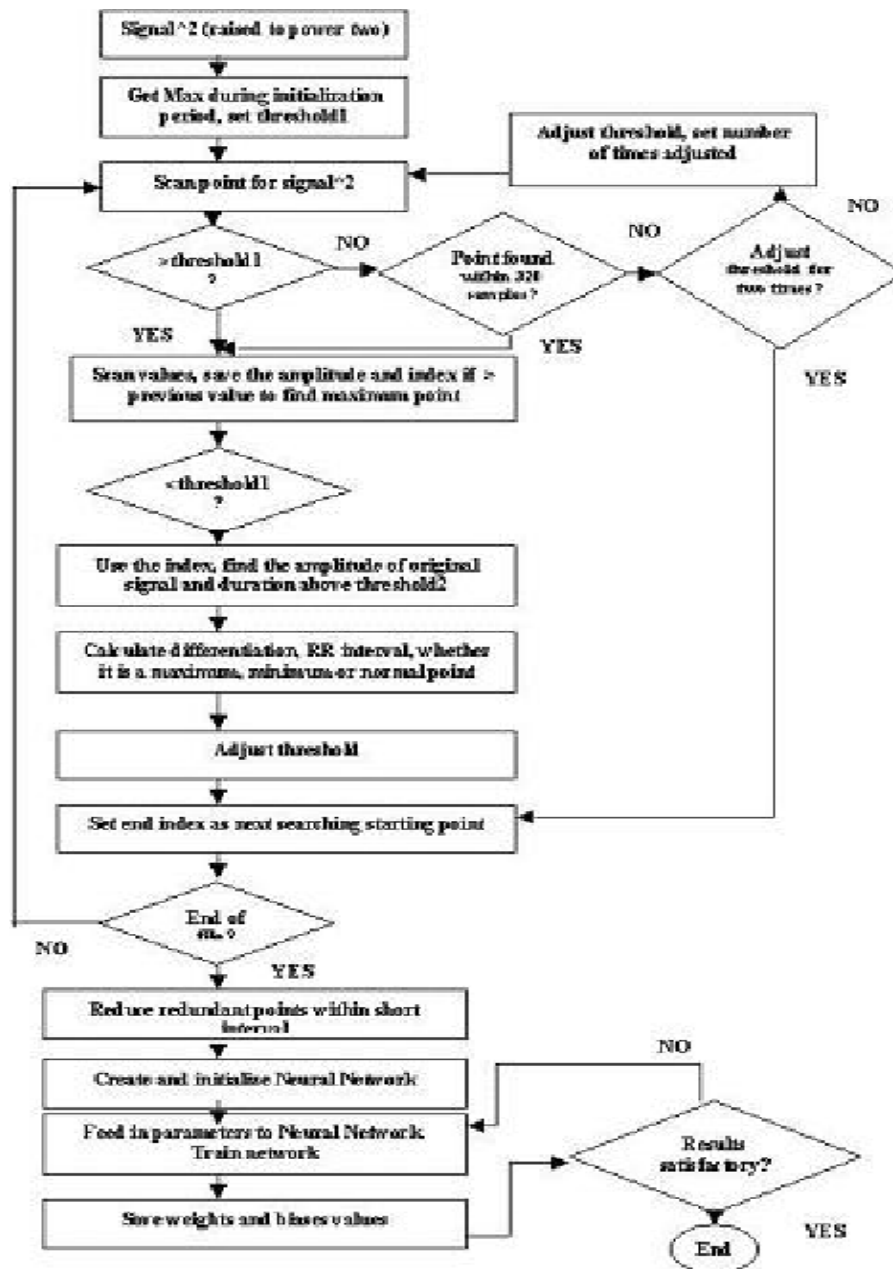 Signal^2 (raised to power two)
Get Max during initialization
period, set threshold1
Adjust threshold, set number
of times adjusted
Scan point for signal^2
NO
NO
NO
>threshold1
?
Point found
within 320
samples?
Adjust
threshold for
two times?
YES
YES
YES
Scan values, save the amplitude and index if >
previous value to find maximum point
<threshold1
?
Use the index, find the amplitude of original
signal and duration above threshold2
Calculate differentiation, RR interval, whether
it is a maximum, minimum or normal point
Adjust threshold
Set end index as next searching starting point
End of
NO
YES
Reduce redundant points within short
interval
NO
Create and initialise Neural Network
Feed in parameters to Neural Network
Train network
Results
satisfactory?
Store weights and biases values
YES
End